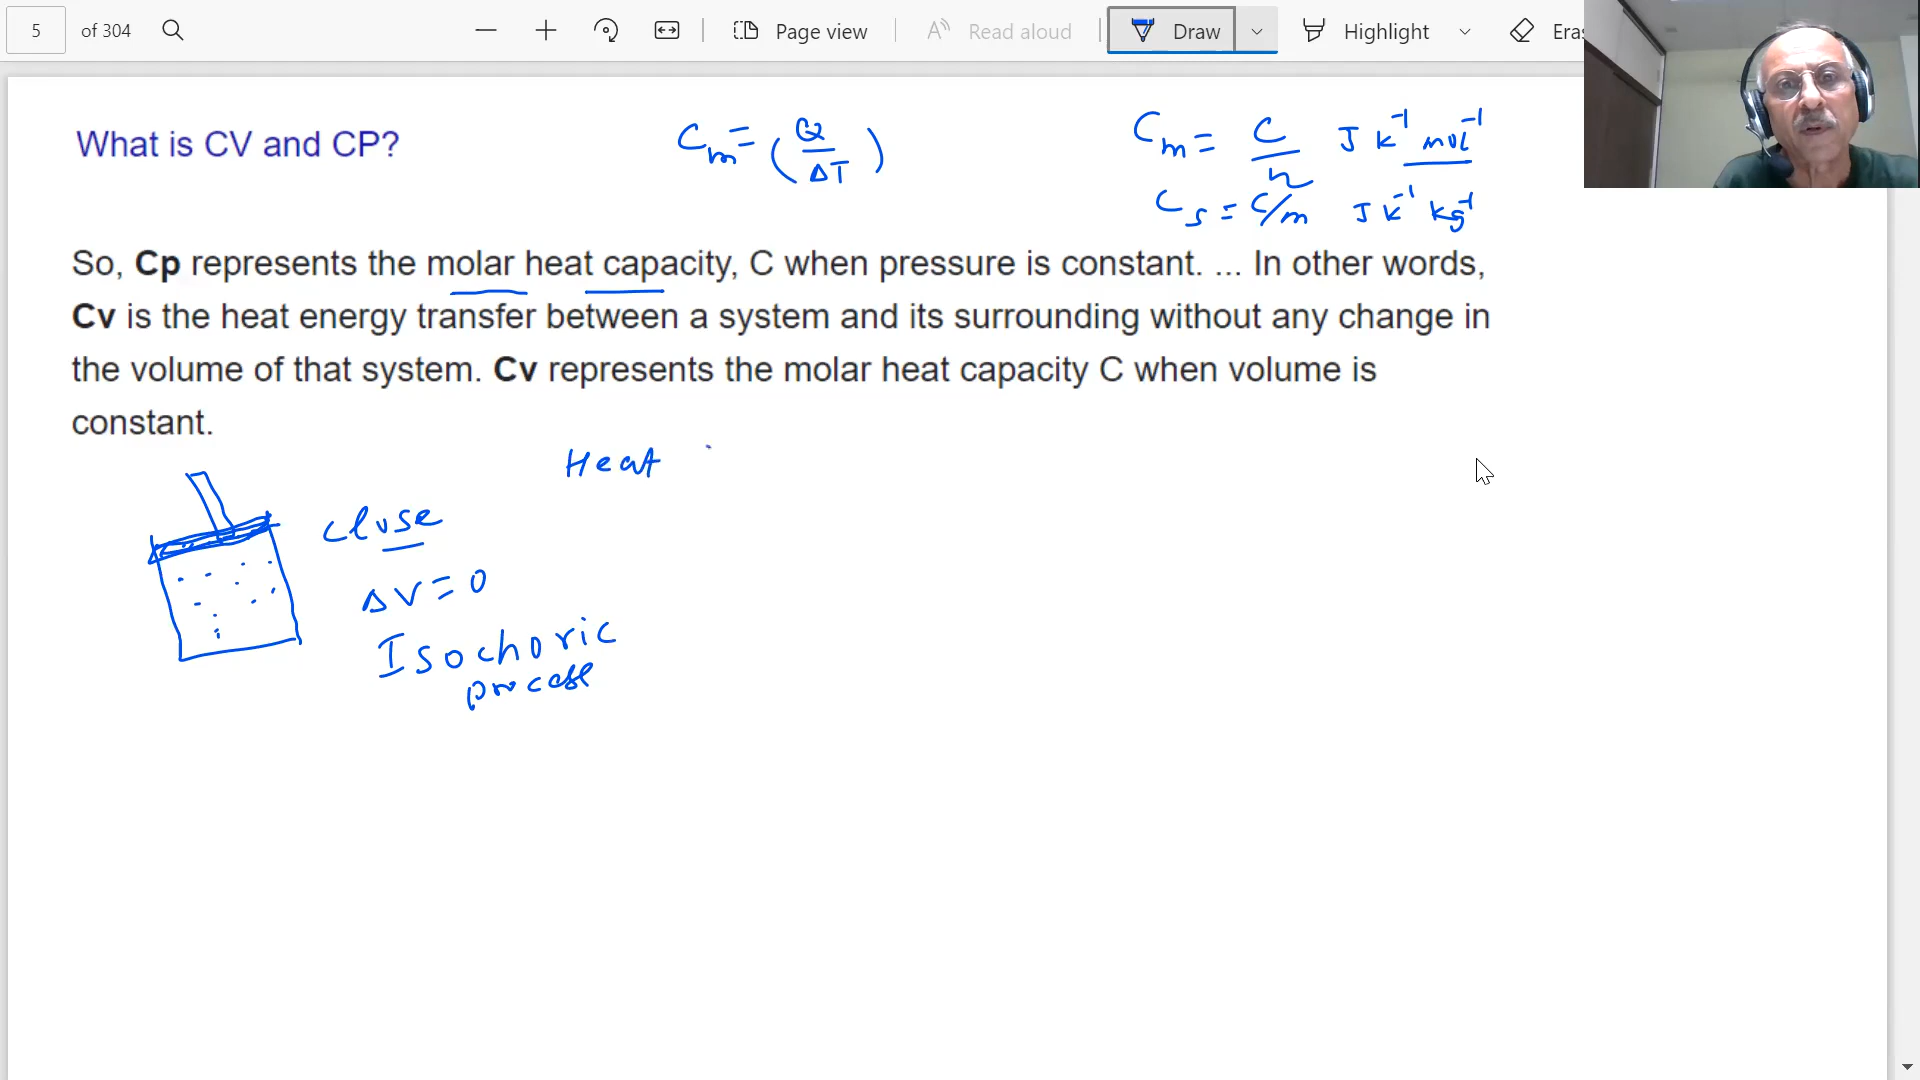 5 of 304 Page view Read aloud Draw Highlight Eras
What is CV and CP?
Cm = (Q/ΔT)
Cm = C/n J K⁻¹ mol⁻¹
Cs = C/m J K⁻¹ kg⁻¹
So, Cp represents the molar heat capacity, C when pressure is constant. ... In other words,
Cv is the heat energy transfer between a system and its surrounding without any change in
the volume of that system. Cv represents the molar heat capacity C when volume is
constant.
Heat
Close
ΔV = 0
Isochoric
process